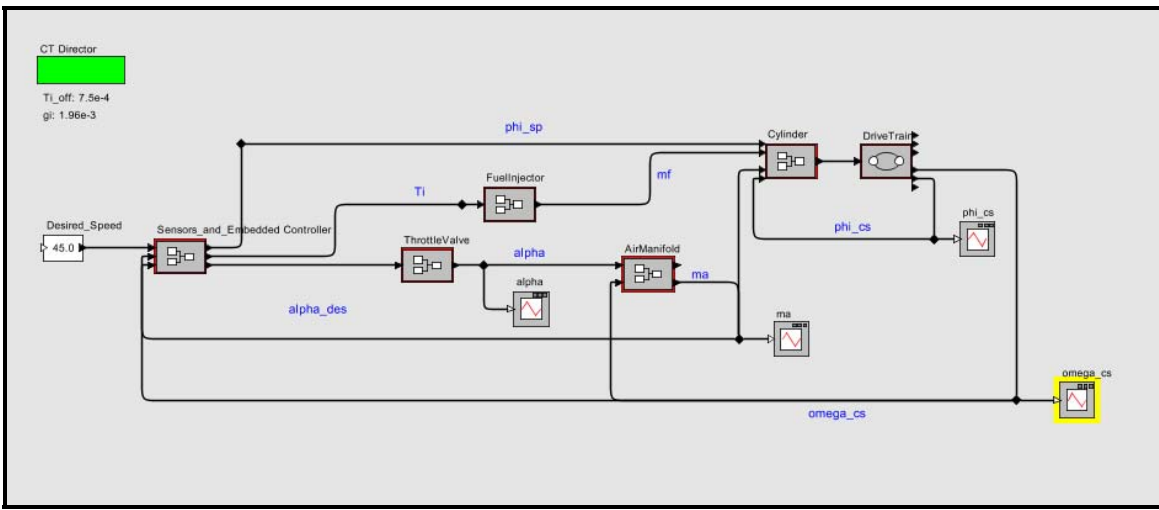 CT Director
Ti_off: 7.5e-4
gi: 1.96e-3
phi_sp
Cylinder
DriveTrain
FuelInjector
mf
Ti
Desired_Speed
45.0
Sensors_and_Embedded Controller
ThrottleValve
alpha
AirManifold
phi_cs
phi_cs
alpha
ma
alpha_des
ma
omega_cs
omega_cs